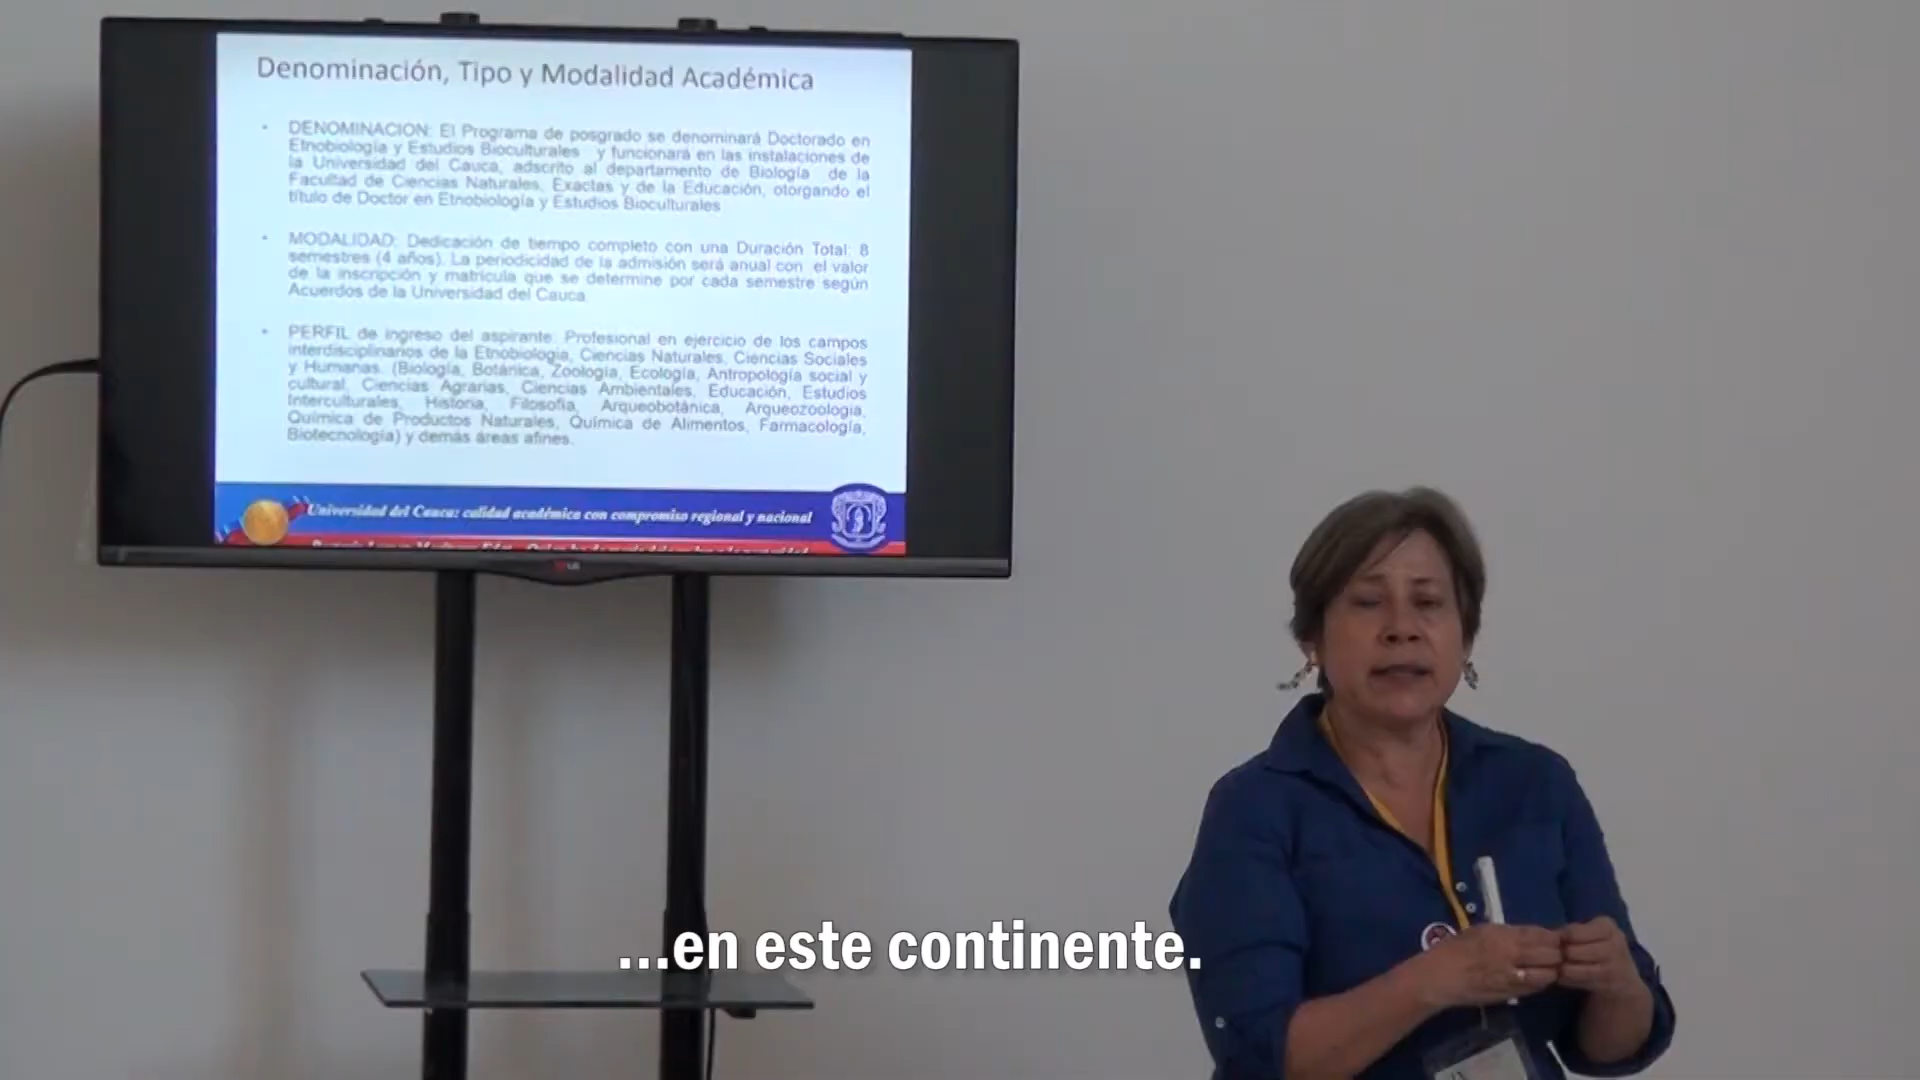 Denominación, Tipo y Modalidad Académica
• DENOMINACION: El Programa de posgrado se denominará Doctorado en
Etnobiología y Estudios Bioculturales y funcionará en las instalaciones de
la Universidad del Cauca, adscrito al departamento de Biología de la
Facultad de Ciencias Naturales, Exactas y de la Educación, otorgando el
título de Doctor en Etnobiología y Estudios Bioculturales
• MODALIDAD: Dedicación de tiempo completo con una Duración Total: 8
semestres (4 años). La periodicidad de la admisión será anual con el valor
de la inscripción y matricula que se determine por cada semestre según
Acuerdos de la Universidad del Cauca
• PERFIL de ingreso del aspirante: Profesional en ejercicio de los campos
interdisciplinarios de la Etnobiología, Ciencias Naturales, Ciencias Sociales
y Humanas. (Biología, Botánica, Zoología, Ecología, Antropología social y
cultural, Ciencias Agrarias, Ciencias Ambientales, Educación, Estudios
Interculturales, Historia, Filosofía, Arqueobotánica, Arqueozoología,
Química de Productos Naturales, Química de Alimentos, Farmacología,
Biotecnología) y demás áreas afines.
Universidad del Cauca: calidad académica con compromiso regional y nacional
LG
...en este continente.